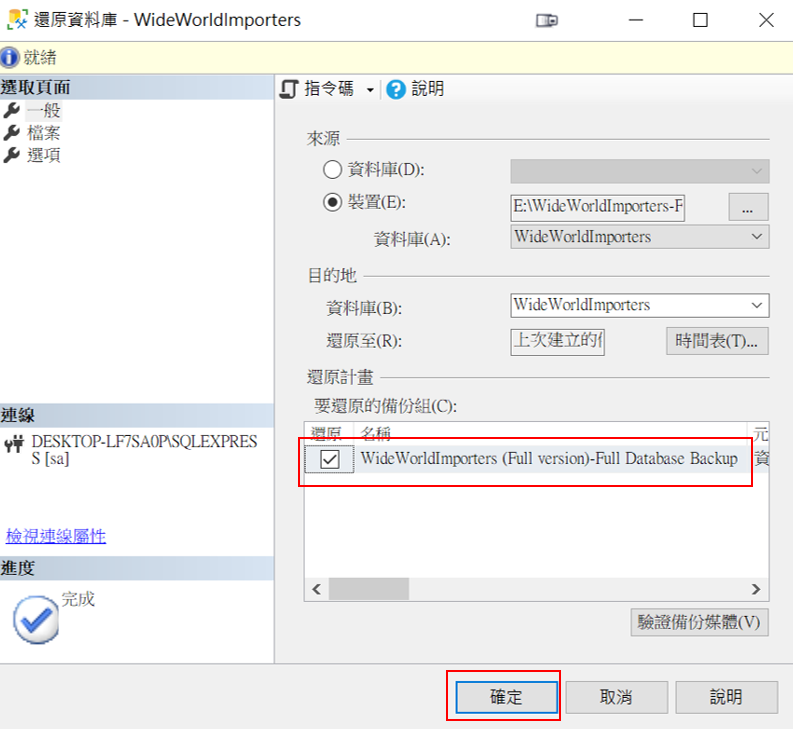 還原資料庫 - WideWorldImporters
就緒
選取頁面
一般
檔案
選項
連線
DESKTOP-LF7SA0P\SQLEXPRES
S [sa]
檢視連線屬性
進度
完成
指令碼 說明
來源
資料庫(D):
裝置(E): E:\WideWorldImporters-F ...
資料庫(A): WideWorldImporters
目的地
資料庫(B): WideWorldImporters
還原至(R): 上次建立的 時間表(T)...
還原計畫
要還原的備份組(C):
還原 名稱 元
WideWorldImporters (Full version)-Full Database Backup 資
驗證備份媒體(V)
確定 取消 說明